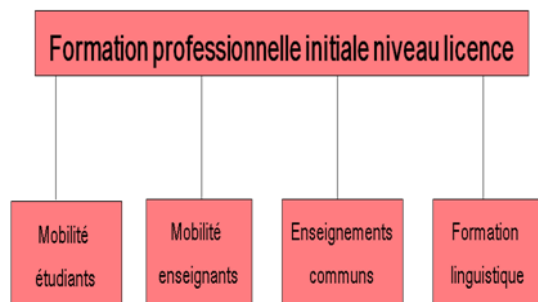 Formation professionnelle initiale niveau licence
Mobilité
étudiants
Mobilité
enseignants
Enseignements
communs
Formation
linguistique